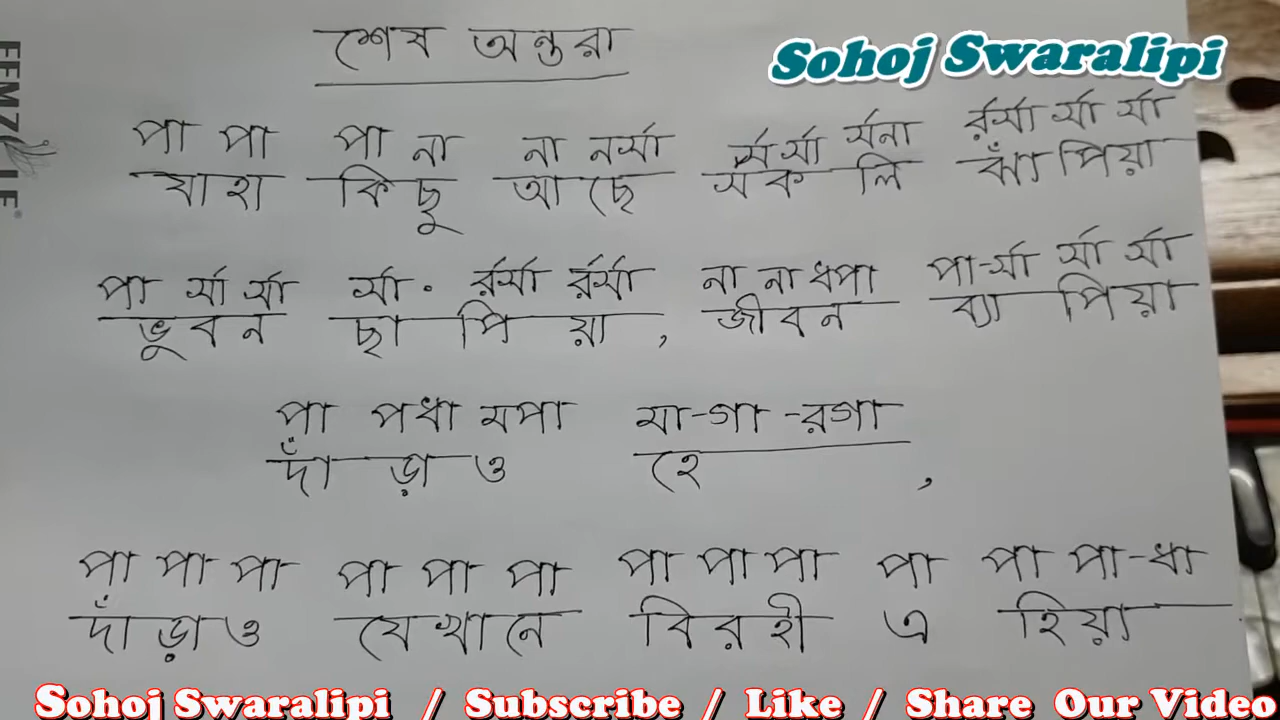 শেষ অন্তরা
Sohoj Swaralipi
পা পা পা না না নর্সা র্সর্সা র্সনা র্রর্সা র্সা র্সা
যাহা কিছু আছে সকলি ঝাঁপিয়া
পা র্সা র্সা র্সা · র্রর্সা র্রর্সা না না ধপা পা-র্সা র্সা র্সা
ভুবন ছাপিয়া, জীবন ব্যাপিয়া
পা পধা মপা মা-গা -রগা
দাঁড়াও হে,
পা পা পা পা পা পা পা পা পা পা পা পা-ধা
দাঁড়াও যেখানে বিরহী এ হিয়া
Sohoj Swaralipi / Subscribe / Like / Share Our Video